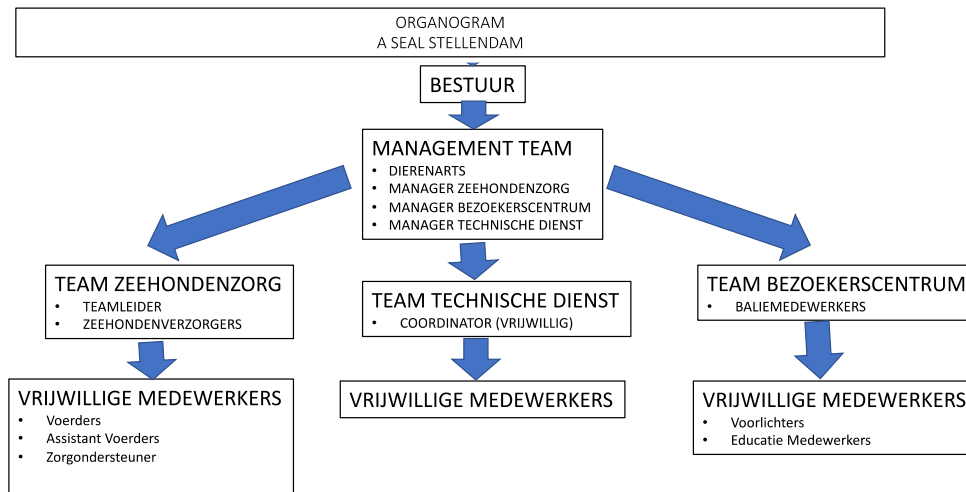 ORGANOGRAM
A SEAL STELLENDAM
BESTUUR
MANAGEMENT TEAM
• DIERENARTS
• MANAGER ZEEHONDENZORG
• MANAGER BEZOEKERSCENTRUM
• MANAGER TECHNISCHE DIENST
TEAM ZEEHONDENZORG
• TEAMLEIDER
• ZEEHONDENVERZORGERS
TEAM TECHNISCHE DIENST
• COORDINATOR (VRIJWILLIG)
TEAM BEZOEKERSCENTRUM
• BALIEMEDEWERKERS
VRIJWILLIGE MEDEWERKERS
• Voerders
• Assistant Voerders
• Zorgondersteuner
VRIJWILLIGE MEDEWERKERS
VRIJWILLIGE MEDEWERKERS
• Voorlichters
• Educatie Medewerkers